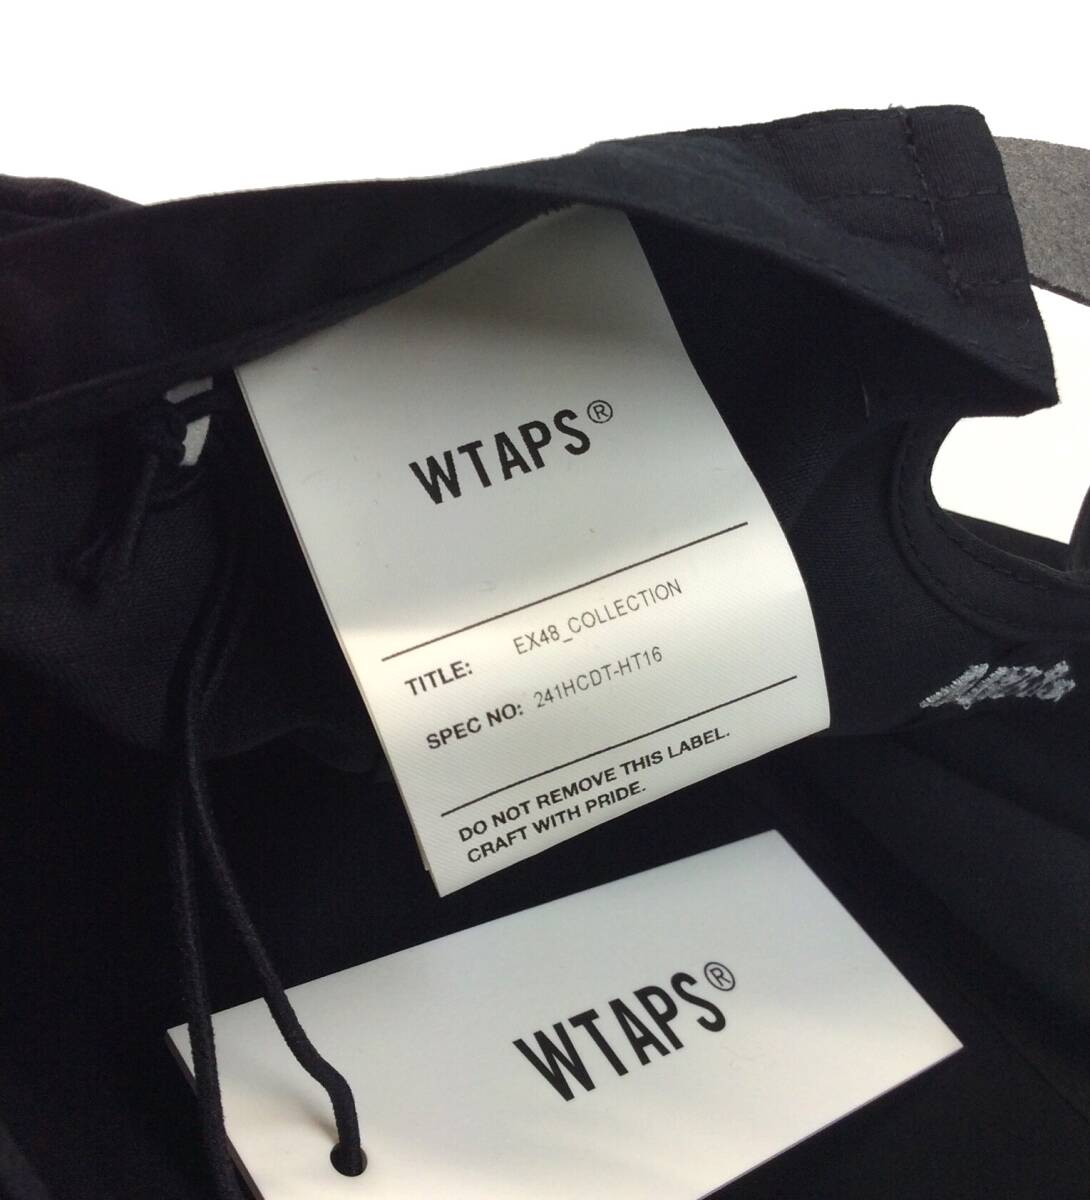 WTAPS®
TITLE: EX48_COLLECTION
SPEC NO: 241HCDT-HT16
DO NOT REMOVE THIS LABEL.
CRAFT WITH PRIDE.
WTAPS®